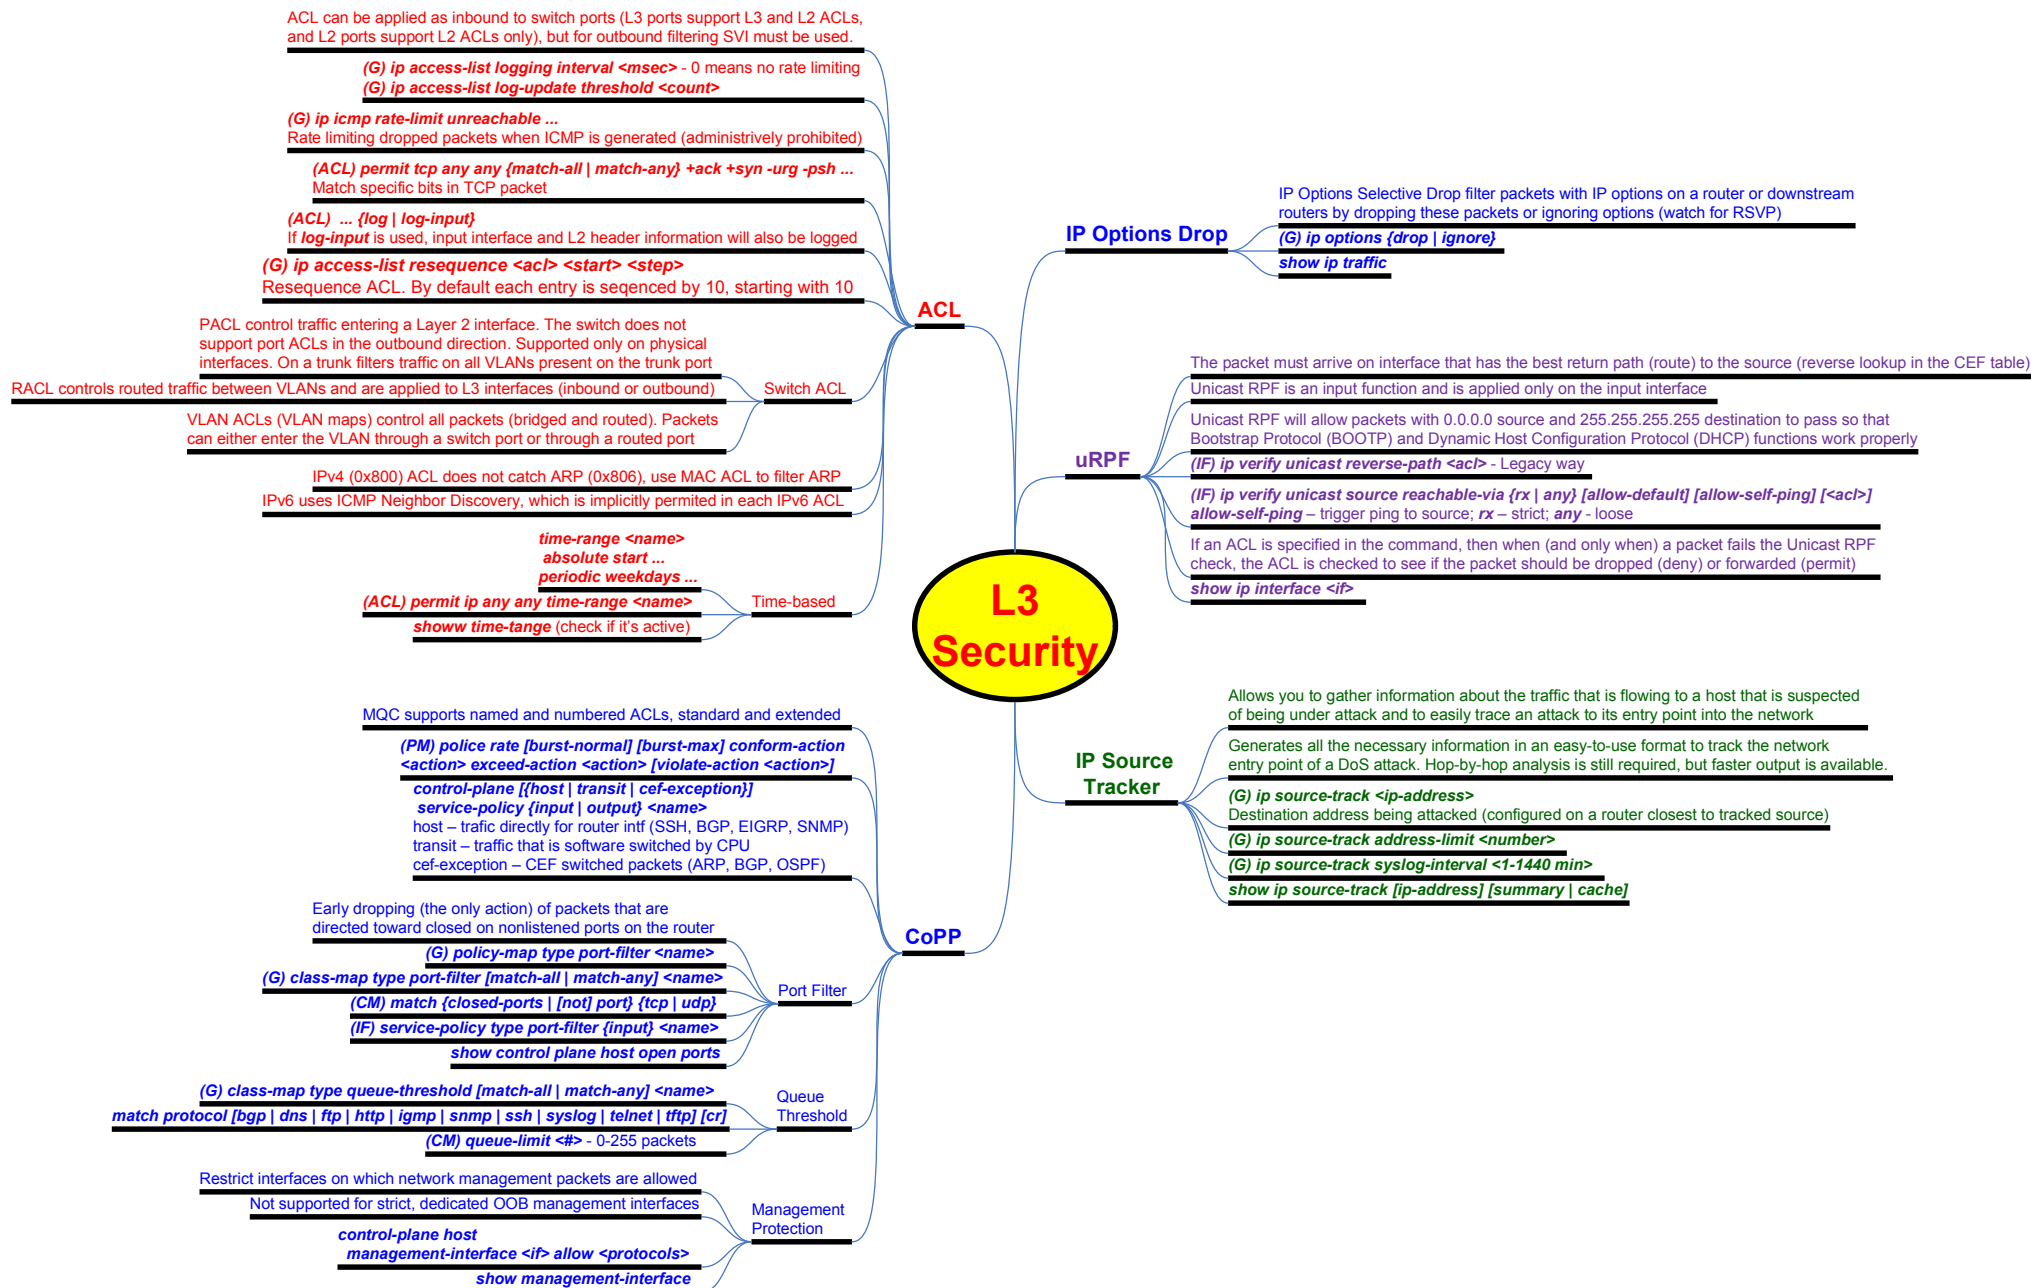 ACL can be applied as inbound to switch ports (L3 ports support L3 and L2 ACLs,
and L2 ports support L2 ACLs only), but for outbound filtering SVI must be used.
(G) ip access-list logging interval <msec> - 0 means no rate limiting
(G) ip access-list log-update threshold <count>
(G) ip icmp rate-limit unreachable ...
Rate limiting dropped packets when ICMP is generated (administrively prohibited)
(ACL) permit tcp any any {match-all | match-any} +ack +syn -urg -psh ...
Match specific bits in TCP packet
(ACL)  ... {log | log-input}
If log-input is used, input interface and L2 header information will also be logged
(G) ip access-list resequence <acl> <start> <step>
Resequence ACL. By default each entry is seqenced by 10, starting with 10
ACL
PACL control traffic entering a Layer 2 interface. The switch does not
support port ACLs in the outbound direction. Supported only on physical
interfaces. On a trunk filters traffic on all VLANs present on the trunk port
RACL controls routed traffic between VLANs and are applied to L3 interfaces (inbound or outbound)
Switch ACL
VLAN ACLs (VLAN maps) control all packets (bridged and routed). Packets
can either enter the VLAN through a switch port or through a routed port
IPv4 (0x800) ACL does not catch ARP (0x806), use MAC ACL to filter ARP
IPv6 uses ICMP Neighbor Discovery, which is implicitly permited in each IPv6 ACL
time-range <name>
absolute start ...
periodic weekdays ...
(ACL) permit ip any any time-range <name>
Time-based
showw time-tange (check if it's active)
L3
Security
IP Options Selective Drop filter packets with IP options on a router or downstream
routers by dropping these packets or ignoring options (watch for RSVP)
IP Options Drop
(G) ip options {drop | ignore}
show ip traffic
The packet must arrive on interface that has the best return path (route) to the source (reverse lookup in the CEF table)
Unicast RPF is an input function and is applied only on the input interface
Unicast RPF will allow packets with 0.0.0.0 source and 255.255.255.255 destination to pass so that
Bootstrap Protocol (BOOTP) and Dynamic Host Configuration Protocol (DHCP) functions work properly
uRPF
(IF) ip verify unicast reverse-path <acl> - Legacy way
(IF) ip verify unicast source reachable-via {rx | any} [allow-default] [allow-self-ping] [<acl>]
allow-self-ping – trigger ping to source; rx – strict; any - loose
If an ACL is specified in the command, then when (and only when) a packet fails the Unicast RPF
check, the ACL is checked to see if the packet should be dropped (deny) or forwarded (permit)
show ip interface <if>
Allows you to gather information about the traffic that is flowing to a host that is suspected
of being under attack and to easily trace an attack to its entry point into the network
Generates all the necessary information in an easy-to-use format to track the network
entry point of a DoS attack. Hop-by-hop analysis is still required, but faster output is available.
IP Source
Tracker
(G) ip source-track <ip-address>
Destination address being attacked (configured on a router closest to tracked source)
(G) ip source-track address-limit <number>
(G) ip source-track syslog-interval <1-1440 min>
show ip source-track [ip-address] [summary | cache]
MQC supports named and numbered ACLs, standard and extended
(PM) police rate [burst-normal] [burst-max] conform-action
<action> exceed-action <action> [violate-action <action>]
control-plane [{host | transit | cef-exception}]
service-policy {input | output} <name>
host – trafic directly for router intf (SSH, BGP, EIGRP, SNMP)
transit – traffic that is software switched by CPU
cef-exception – CEF switched packets (ARP, BGP, OSPF)
CoPP
Early dropping (the only action) of packets that are
directed toward closed on nonlistened ports on the router
(G) policy-map type port-filter <name>
(G) class-map type port-filter [match-all | match-any] <name>
Port Filter
(CM) match {closed-ports | [not] port} {tcp | udp}
(IF) service-policy type port-filter {input} <name>
show control plane host open ports
(G) class-map type queue-threshold [match-all | match-any] <name>
Queue
Threshold
match protocol [bgp | dns | ftp | http | igmp | snmp | ssh | syslog | telnet | tftp] [cr]
(CM) queue-limit <#> - 0-255 packets
Restrict interfaces on which network management packets are allowed
Not supported for strict, dedicated OOB management interfaces
Management
Protection
control-plane host
management-interface <if> allow <protocols>
show management-interface